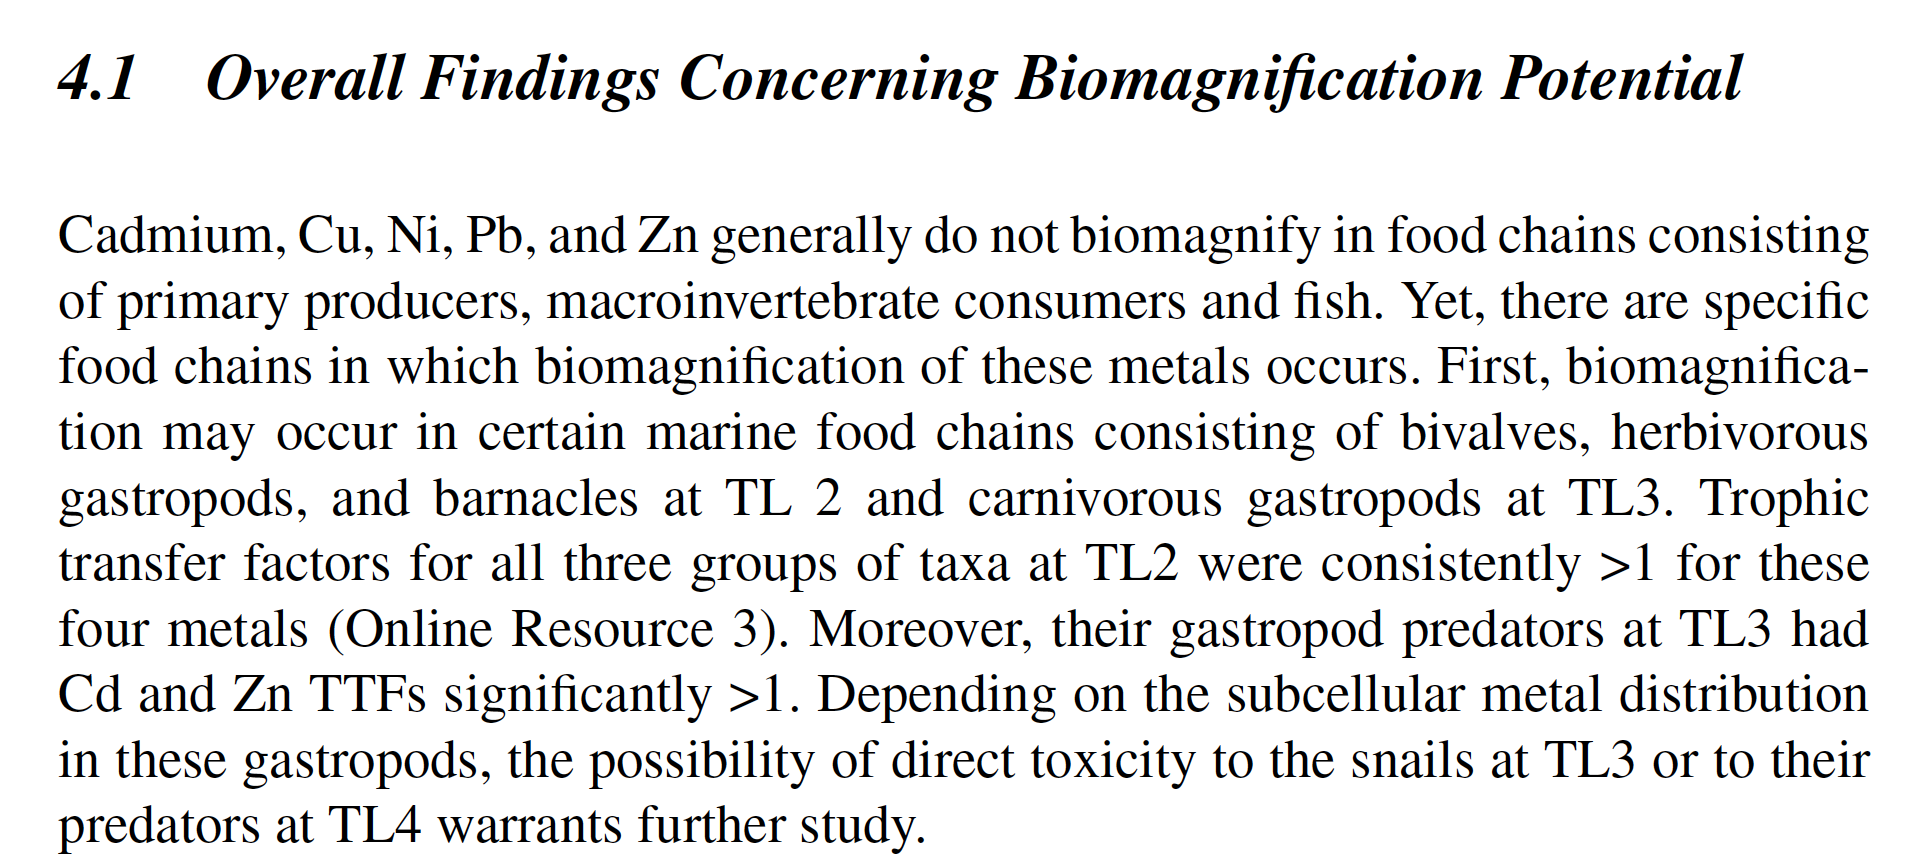 4.1 Overall Findings Concerning Biomagnification Potential
Cadmium, Cu, Ni, Pb, and Zn generally do not biomagnify in food chains consisting
of primary producers, macroinvertebrate consumers and fish. Yet, there are specific
food chains in which biomagnification of these metals occurs. First, biomagnifica-
tion may occur in certain marine food chains consisting of bivalves, herbivorous
gastropods, and barnacles at TL 2 and carnivorous gastropods at TL3. Trophic
transfer factors for all three groups of taxa at TL2 were consistently >1 for these
four metals (Online Resource 3). Moreover, their gastropod predators at TL3 had
Cd and Zn TTFs significantly >1. Depending on the subcellular metal distribution
in these gastropods, the possibility of direct toxicity to the snails at TL3 or to their
predators at TL4 warrants further study.